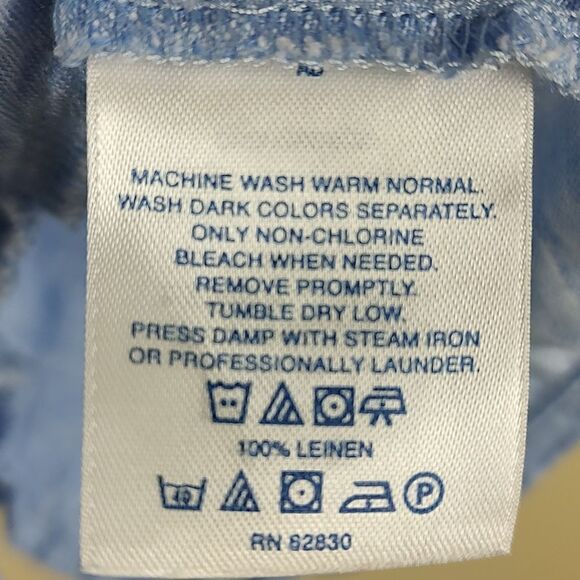 MACHINE WASH WARM NORMAL.
WASH DARK COLORS SEPARATELY.
ONLY NON-CHLORINE
BLEACH WHEN NEEDED.
REMOVE PROMPTLY.
TUMBLE DRY LOW.
PRESS DAMP WITH STEAM IRON
OR PROFESSIONALLY LAUNDER.
100% LEINEN
40 P
RN 62830